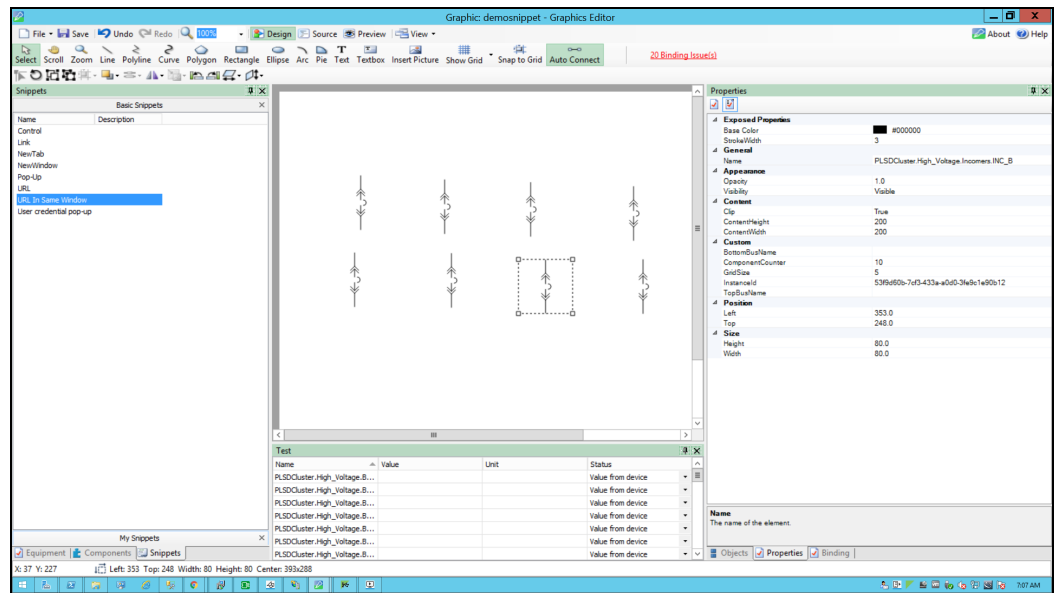 Graphic: demosnippet - Graphics Editor
File Save Undo Redo 100% Design Source Preview View About Help
Select Scroll Zoom Line Polyline Curve Polygon Rectangle Ellipse Arc Pie Text Textbox Insert Picture Show Grid Snap to Grid Auto Connect 20 Binding Issue(s)
Snippets
Basic Snippets
Name Description
Control
Link
NewTab
NewWindow
Pop-Up
URL
URL In Same Window
User credential pop-up
My Snippets
Equipment Components Snippets
Test
Name Value Unit Status
PLSDCluster.High_Voltage.B... Value from device
PLSDCluster.High_Voltage.B... Value from device
PLSDCluster.High_Voltage.B... Value from device
PLSDCluster.High_Voltage.B... Value from device
PLSDCluster.High_Voltage.B... Value from device
PLSDCluster.High_Voltage.B... Value from device
PLSDCluster.High_Voltage.B... Value from device
Properties
Exposed Properties
Base Color #000000
StrokeWidth 3
General
Name PLSDCluster.High_Voltage.Incomers.INC_B
Appearance
Opacity 1.0
Visibility Visible
Content
Clip True
ContentHeight 200
ContentWidth 200
Custom
BottomBusName
ComponentCounter 10
GridSize 5
InstanceId 53f9d60b-7cf3-433a-a0d0-3fe9c1e90b12
TopBusName
Position
Left 353.0
Top 248.0
Size
Height 80.0
Width 80.0
Name
The name of the element.
Objects Properties Binding
X: 37 Y: 227 Left: 353 Top: 248 Width: 80 Height: 80 Center: 393x288
7:07 AM